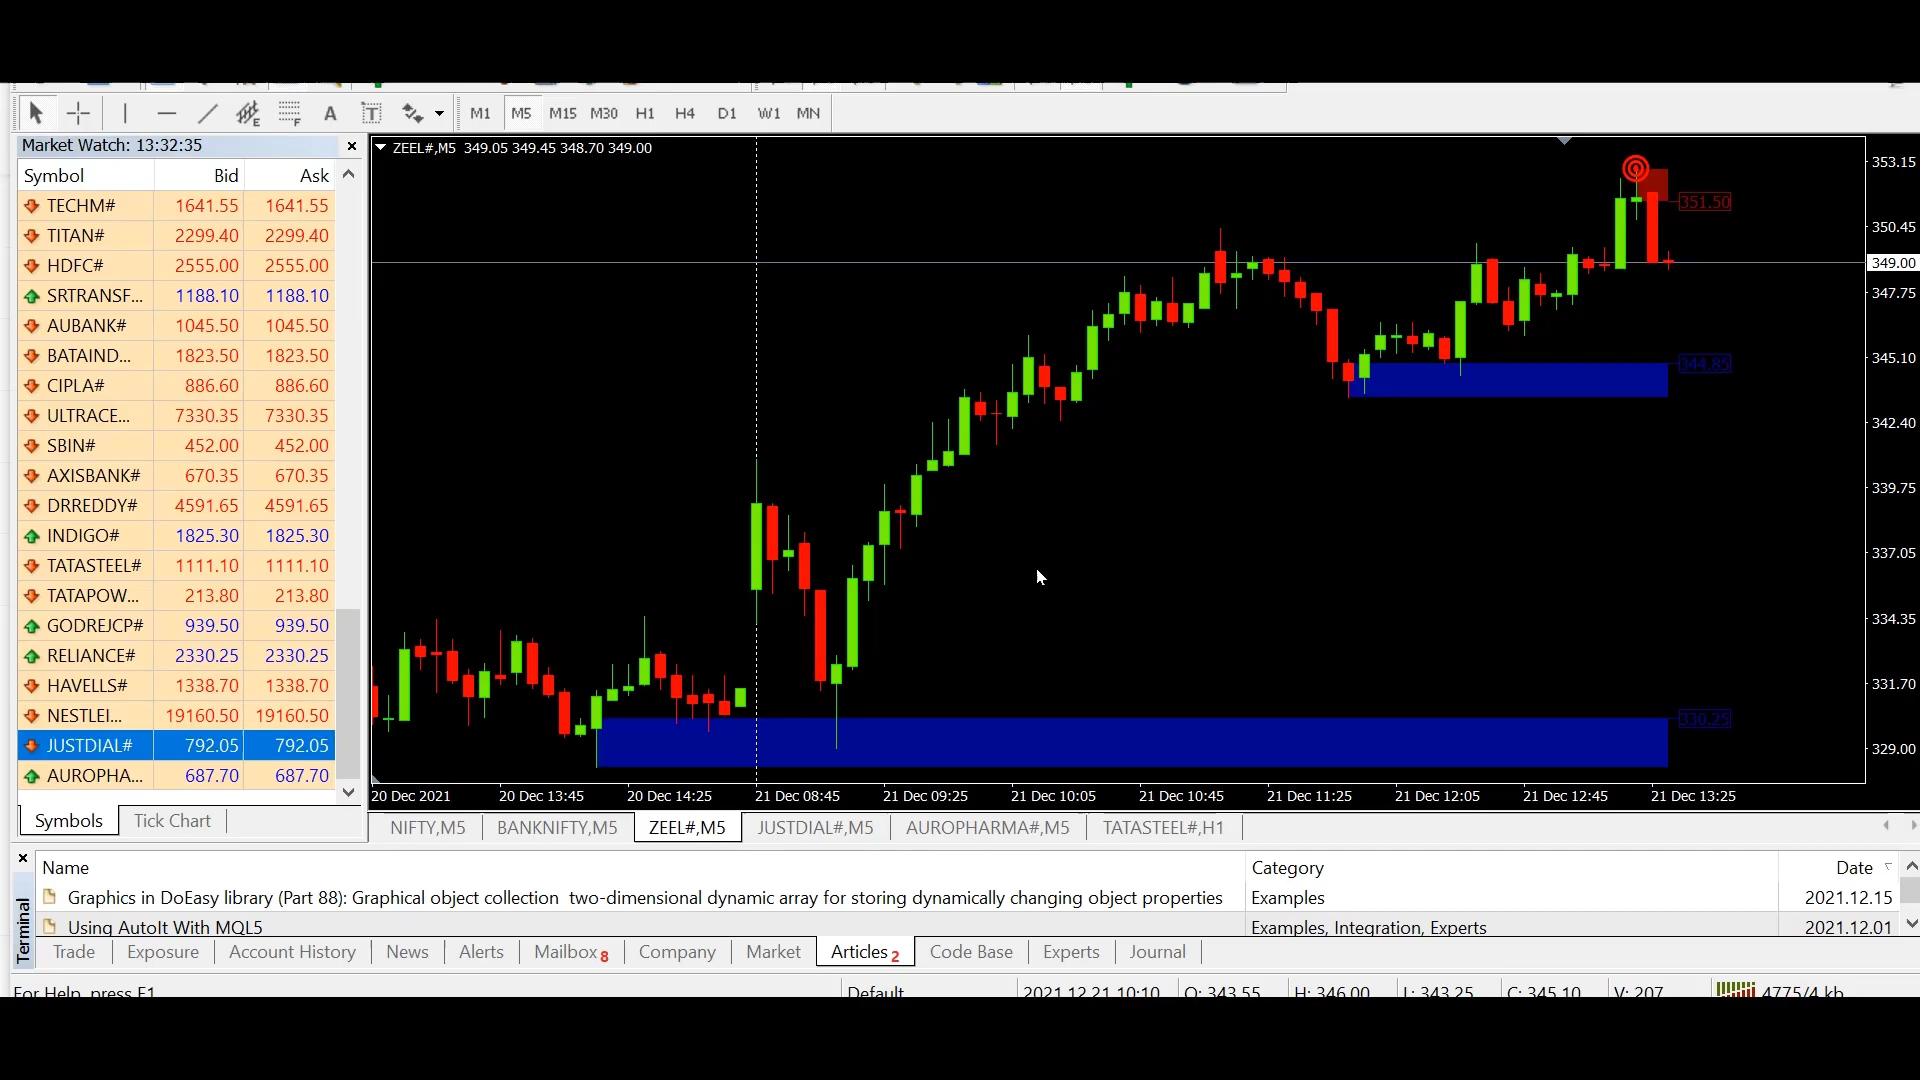 E F A T M1 M5 M15 M30 H1 H4 D1 W1 MN
Market Watch: 13:32:35
Symbol Bid Ask
TECHM# 1641.55 1641.55
TITAN# 2299.40 2299.40
HDFC# 2555.00 2555.00
SRTRANSF... 1188.10 1188.10
AUBANK# 1045.50 1045.50
BATAIND... 1823.50 1823.50
CIPLA# 886.60 886.60
ULTRACE... 7330.35 7330.35
SBIN# 452.00 452.00
AXISBANK# 670.35 670.35
DRREDDY# 4591.65 4591.65
INDIGO# 1825.30 1825.30
TATASTEEL# 1111.10 1111.10
TATAPOW... 213.80 213.80
GODREJCP# 939.50 939.50
RELIANCE# 2330.25 2330.25
HAVELLS# 1338.70 1338.70
NESTLEI... 19160.50 19160.50
JUSTDIAL# 792.05 792.05
AUROPHA... 687.70 687.70
Symbols Tick Chart
ZEEL#,M5 349.05 349.45 348.70 349.00
351.50
344.85
330.25
353.15
350.45
349.00
347.75
345.10
342.40
339.75
337.05
334.35
331.70
329.00
20 Dec 2021 20 Dec 13:45 20 Dec 14:25 21 Dec 08:45 21 Dec 09:25 21 Dec 10:05 21 Dec 10:45 21 Dec 11:25 21 Dec 12:05 21 Dec 12:45 21 Dec 13:25
NIFTY,M5 BANKNIFTY,M5 ZEEL#,M5 JUSTDIAL#,M5 AUROPHARMA#,M5 TATASTEEL#,H1
Terminal
Name Category Date
Graphics in DoEasy library (Part 88): Graphical object collection two-dimensional dynamic array for storing dynamically changing object properties Examples 2021.12.15
Using AutoIt With MQL5 Examples, Integration, Experts 2021.12.01
Trade Exposure Account History News Alerts Mailbox 8 Company Market Articles 2 Code Base Experts Journal
For Help, press F1 Default 2021.12.21 10:10 O: 343.55 H: 346.00 L: 343.25 C: 345.10 V: 207 4775/4 kb